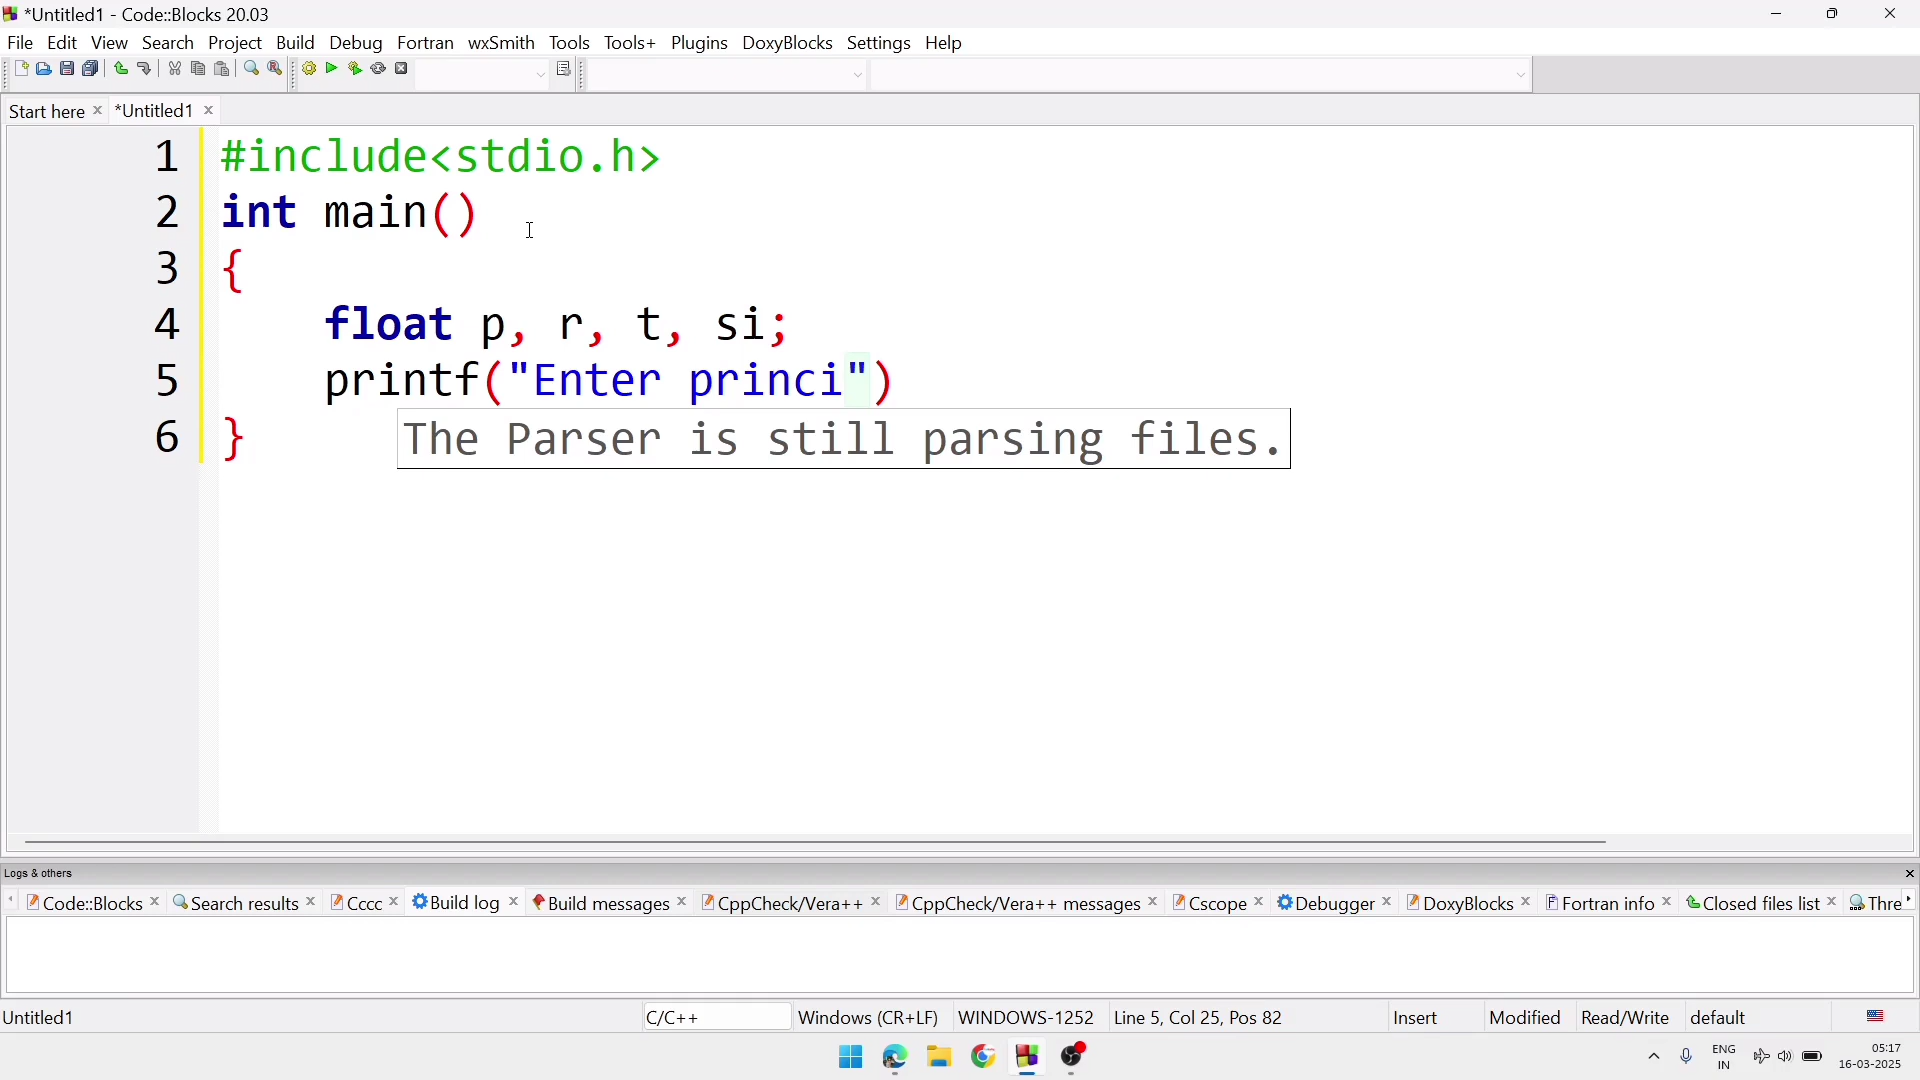 *Untitled1 - Code::Blocks 20.03
File Edit View Search Project Build Debug Fortran wxSmith Tools Tools+ Plugins DoxyBlocks Settings Help
Start here *Untitled1
1 #include<stdio.h>
2 int main()
3 {
4 float p, r, t, si;
5 printf("Enter princi")
6 }
The Parser is still parsing files.
Logs & others
Code::Blocks Search results Cccc Build log Build messages CppCheck/Vera++ CppCheck/Vera++ messages Cscope Debugger DoxyBlocks Fortran info Closed files list Thre
Untitled1 C/C++ Windows (CR+LF) WINDOWS-1252 Line 5, Col 25, Pos 82 Insert Modified Read/Write default
ENG
IN
05:17
16-03-2025